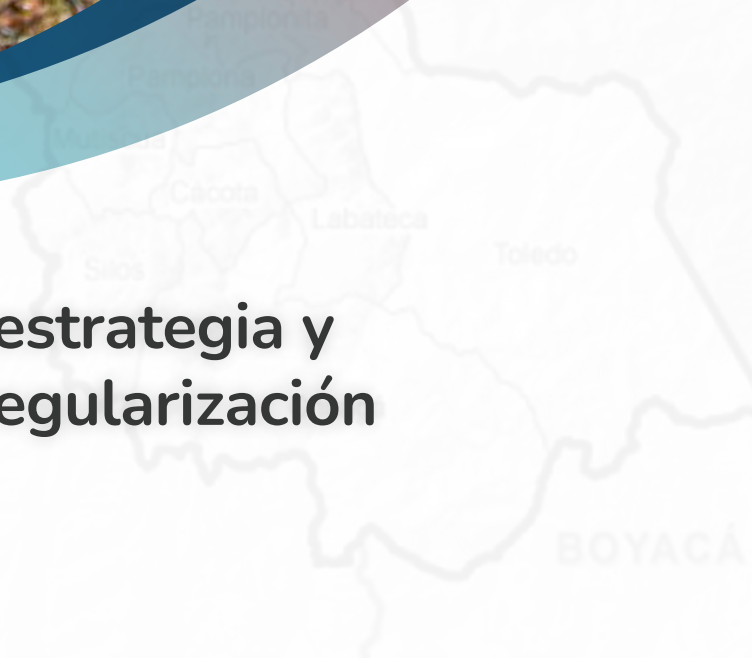 Pamplonita
Pamplona
Mutiscua
Cácota
Labateca
Toledo
Silos
estrategia y
egularización
BOYACÁ